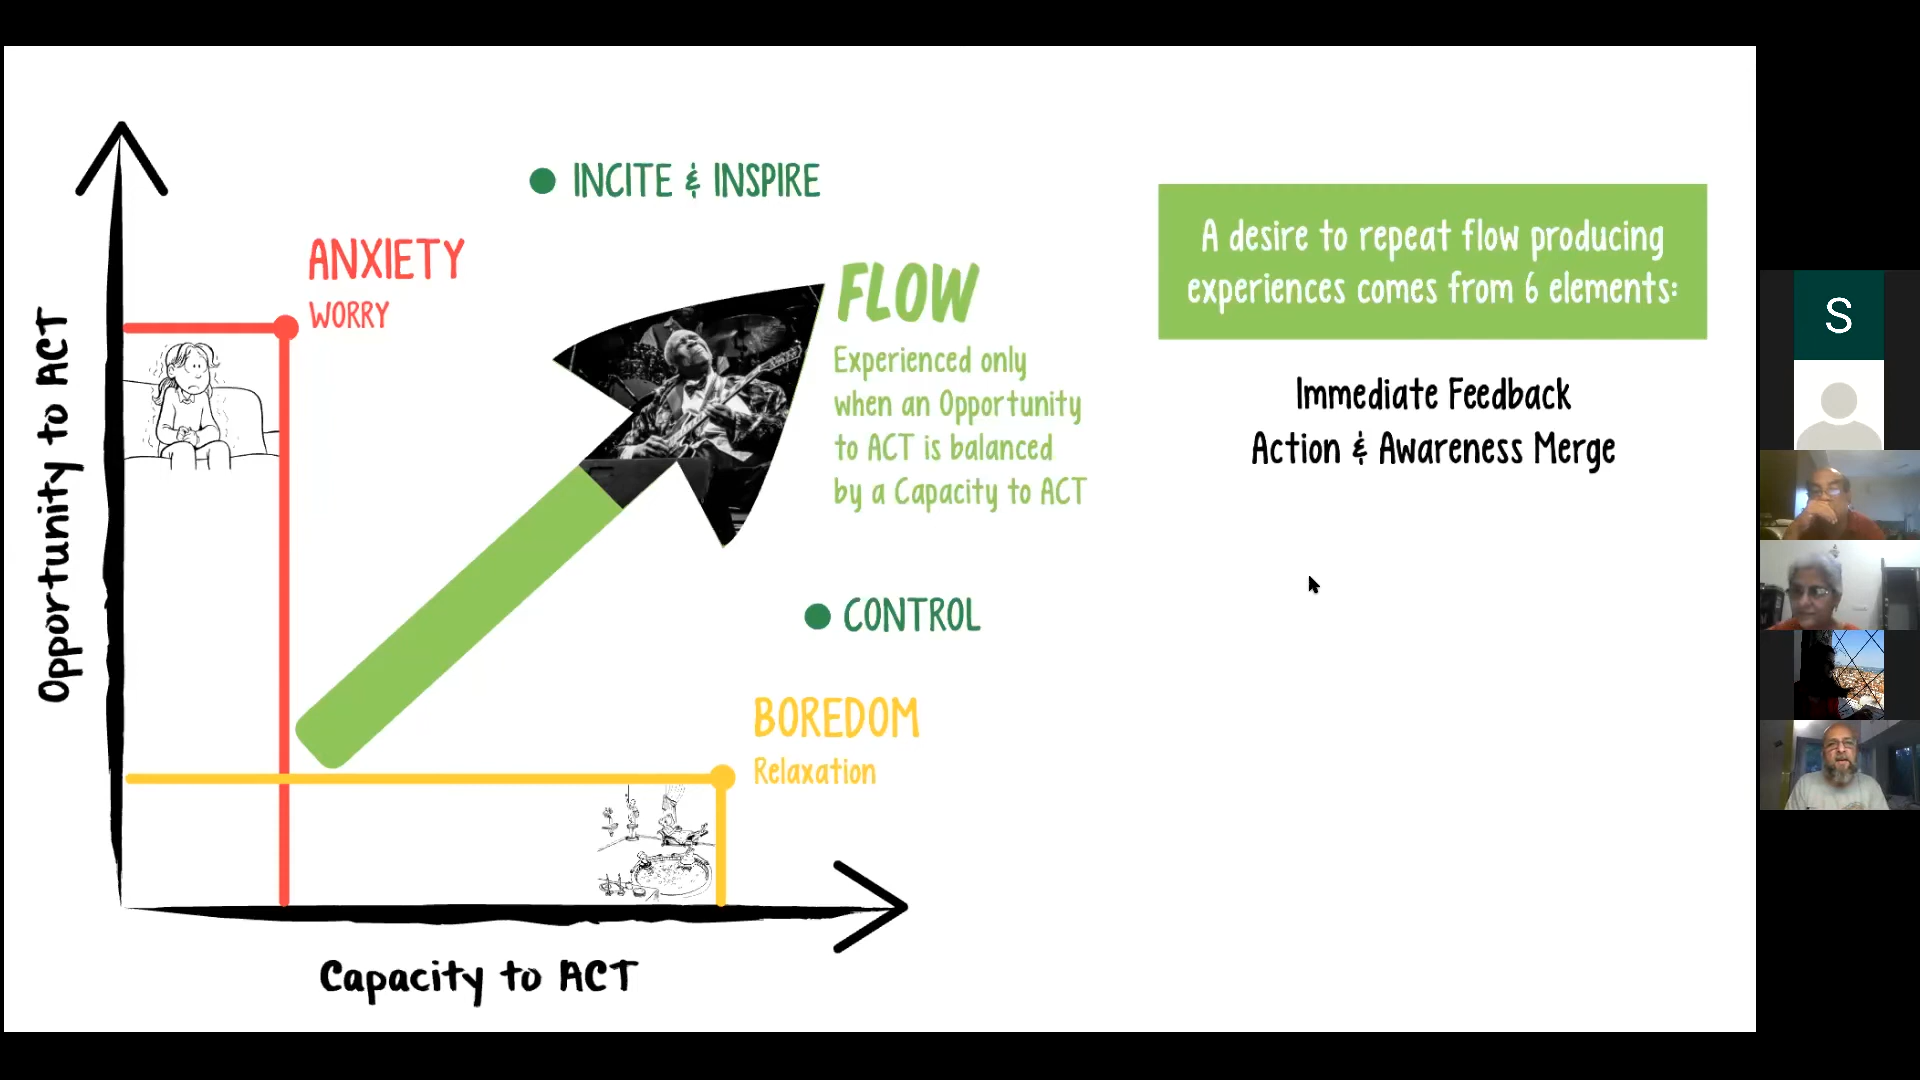 Opportunity to ACT
INCITE & INSPIRE
ANXIETY
WORRY
FLOW
Experienced only
when an Opportunity
to ACT is balanced
by a Capacity to ACT
CONTROL
BOREDOM
Relaxation
Capacity to ACT
A desire to repeat flow producing
experiences comes from 6 elements:
Immediate Feedback
Action & Awareness Merge
S